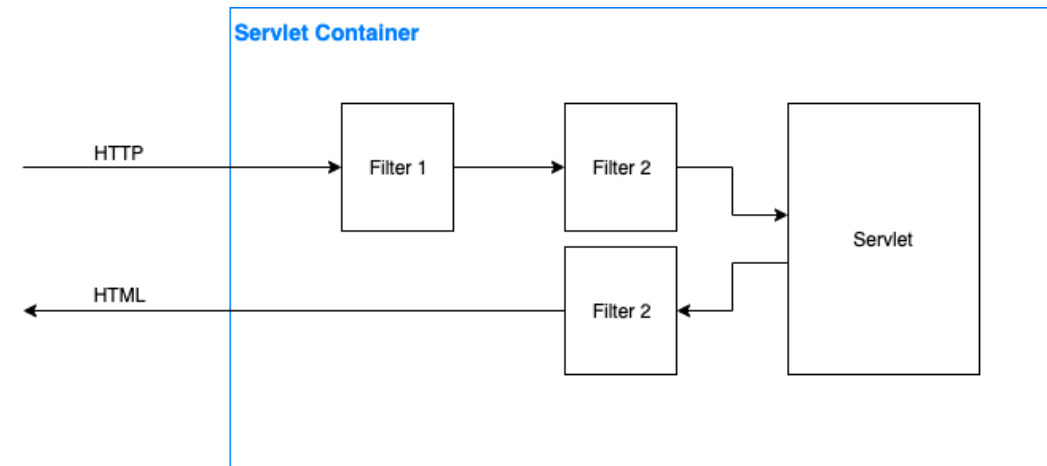 Servlet Container
HTTP
Filter 1
Filter 2
Servlet
HTML
Filter 2